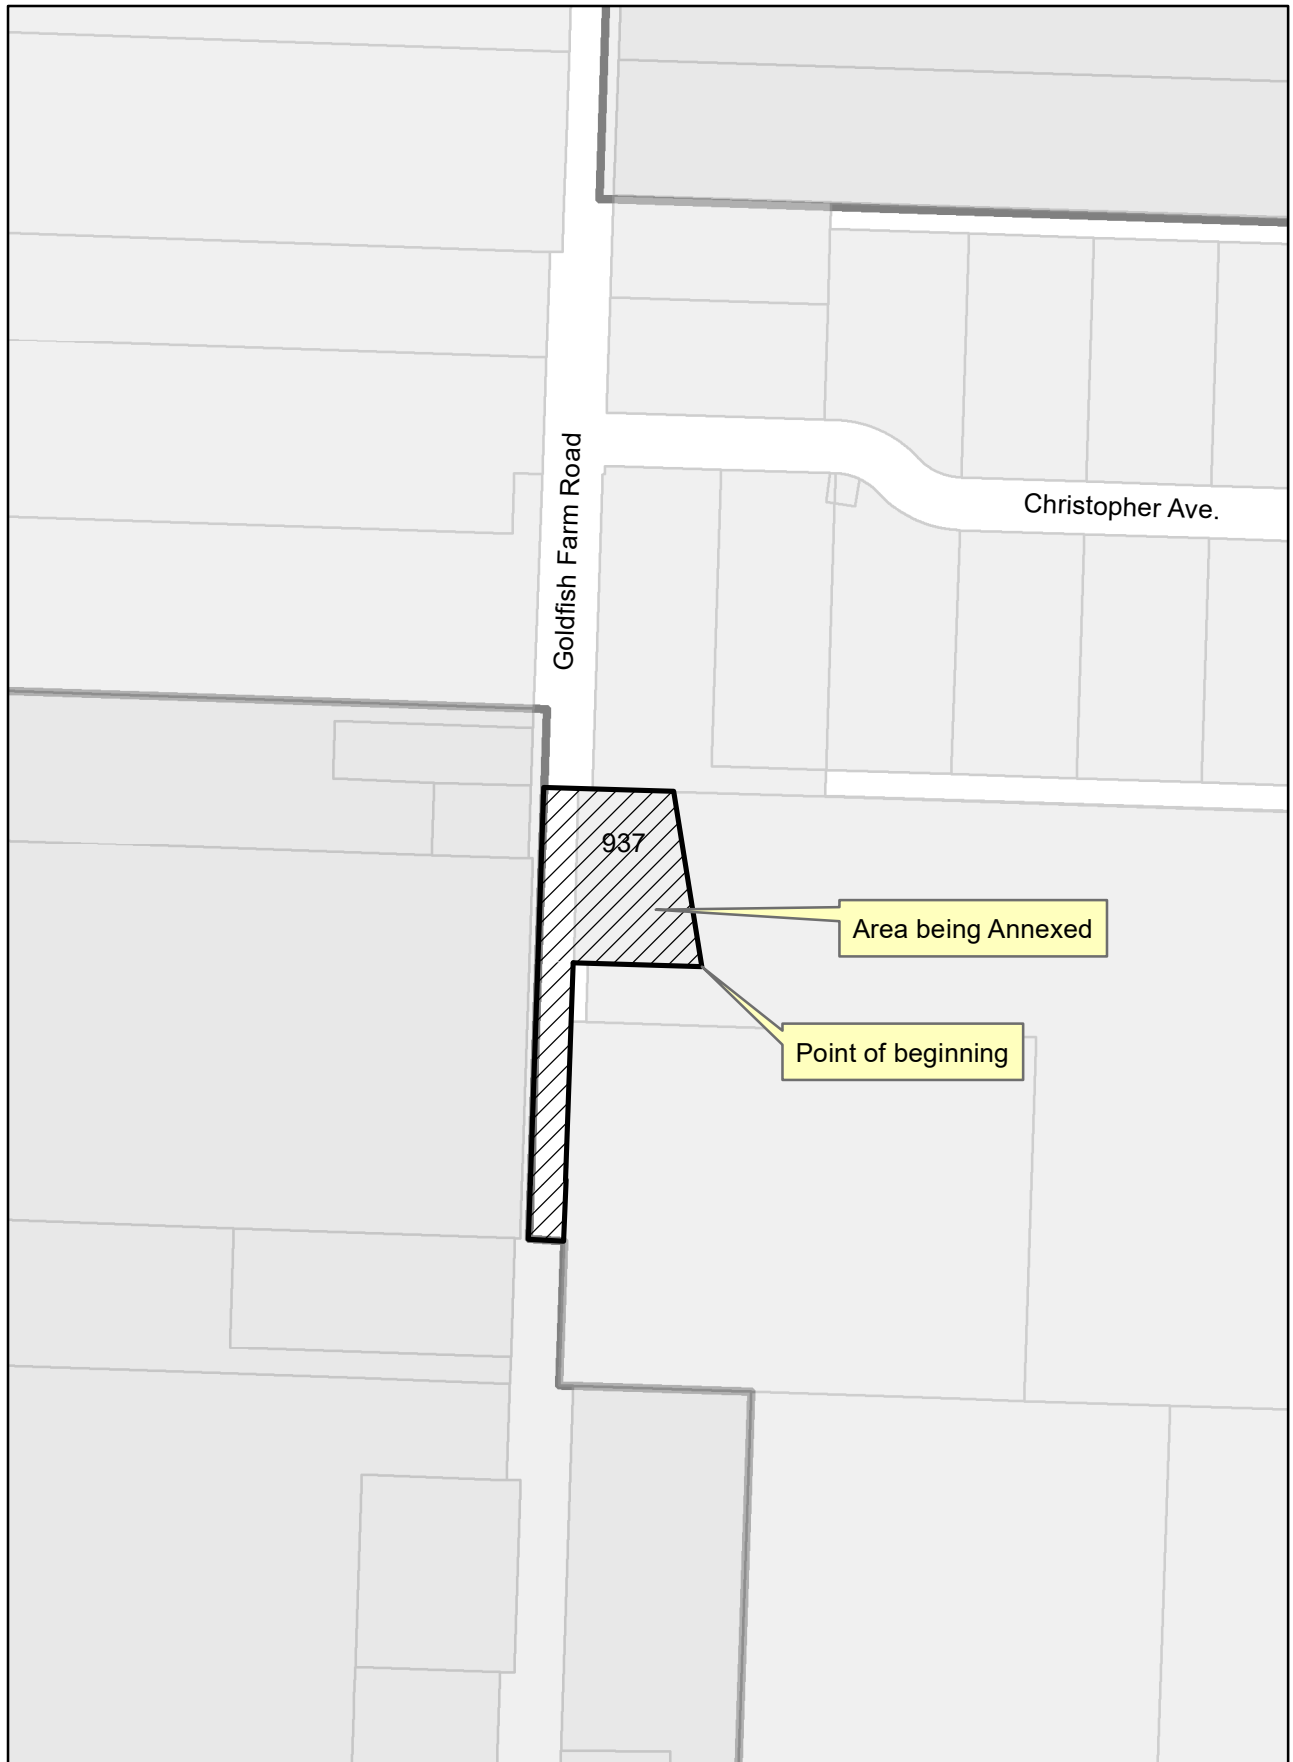 Goldfish Farm Road
Christopher Ave.
937
Area being Annexed
Point of beginning